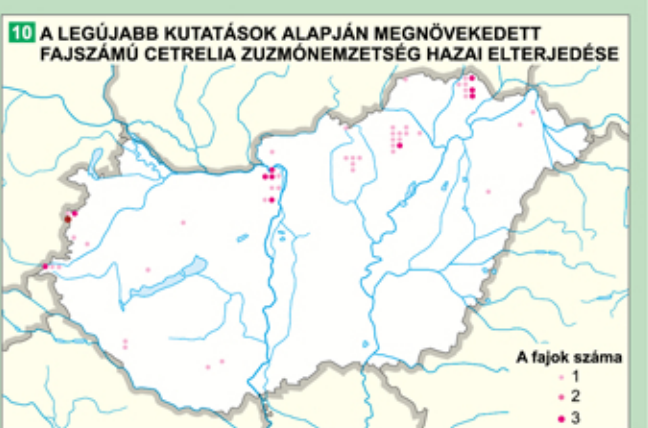 10 A LEGÚJABB KUTATÁSOK ALAPJÁN MEGNÖVEKEDETT
FAJSZÁMÚ CETRELIA ZUZMÓNEMZETSÉG HAZAI ELTERJEDÉSE
A fajok száma
1
2
3